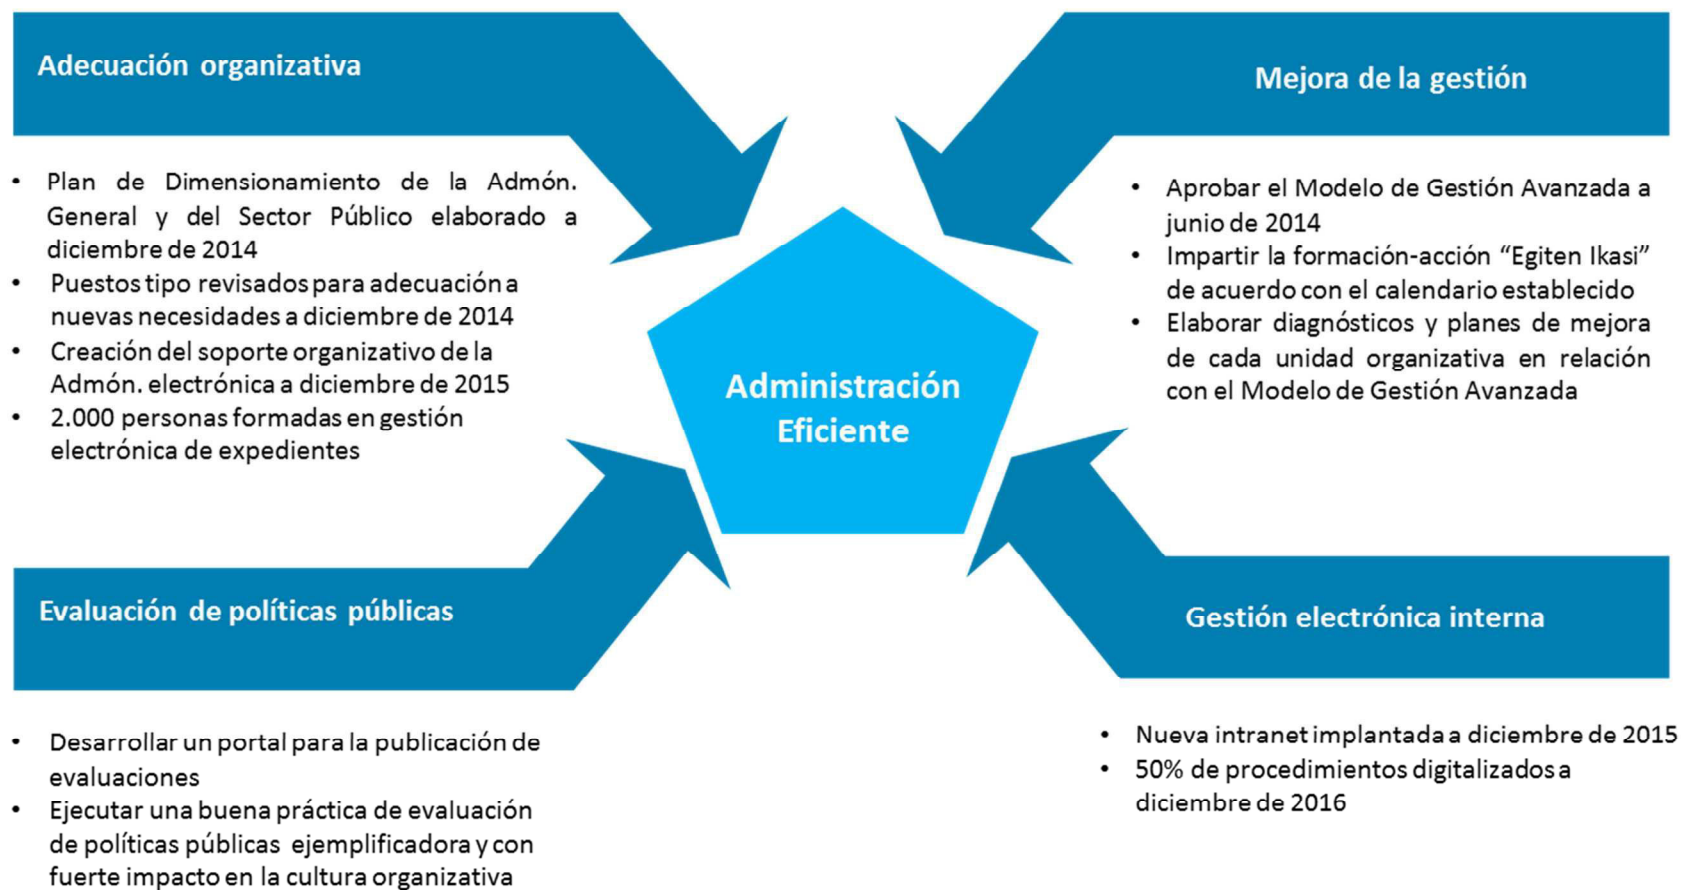 Adecuación organizativa
• Plan de Dimensionamiento de la Admón.
General y del Sector Público elaborado a
diciembre de 2014
• Puestos tipo revisados para adecuación a
nuevas necesidades a diciembre de 2014
• Creación del soporte organizativo de la
Admón. electrónica a diciembre de 2015
• 2.000 personas formadas en gestión
electrónica de expedientes
Mejora de la gestión
• Aprobar el Modelo de Gestión Avanzada a
junio de 2014
• Impartir la formación-acción “Egiten Ikasi”
de acuerdo con el calendario establecido
• Elaborar diagnósticos y planes de mejora
de cada unidad organizativa en relación
con el Modelo de Gestión Avanzada
Administración
Eficiente
Evaluación de políticas públicas
• Desarrollar un portal para la publicación de
evaluaciones
• Ejecutar una buena práctica de evaluación
de políticas públicas ejemplificadora y con
fuerte impacto en la cultura organizativa
Gestión electrónica interna
• Nueva intranet implantada a diciembre de 2015
• 50% de procedimientos digitalizados a
diciembre de 2016